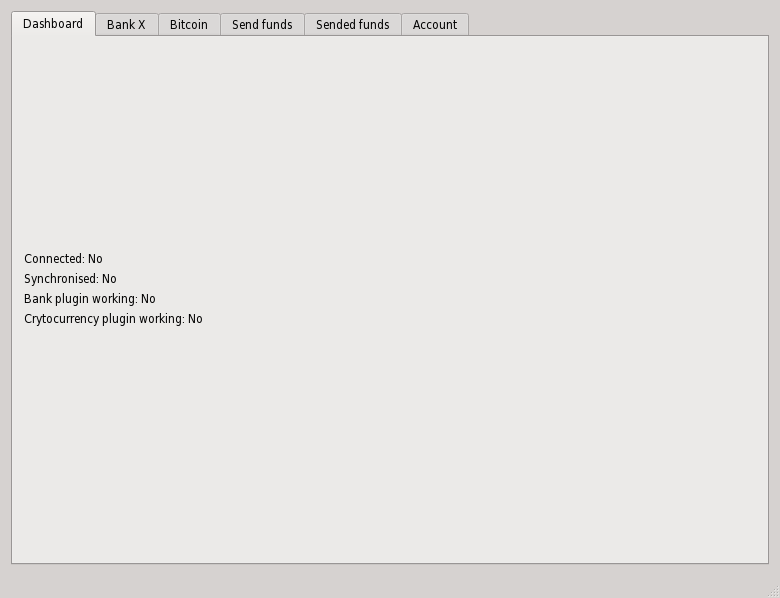 Dashboard Bank X Bitcoin Send funds Sended funds Account
Connected: No
Synchronised: No
Bank plugin working: No
Crytocurrency plugin working: No